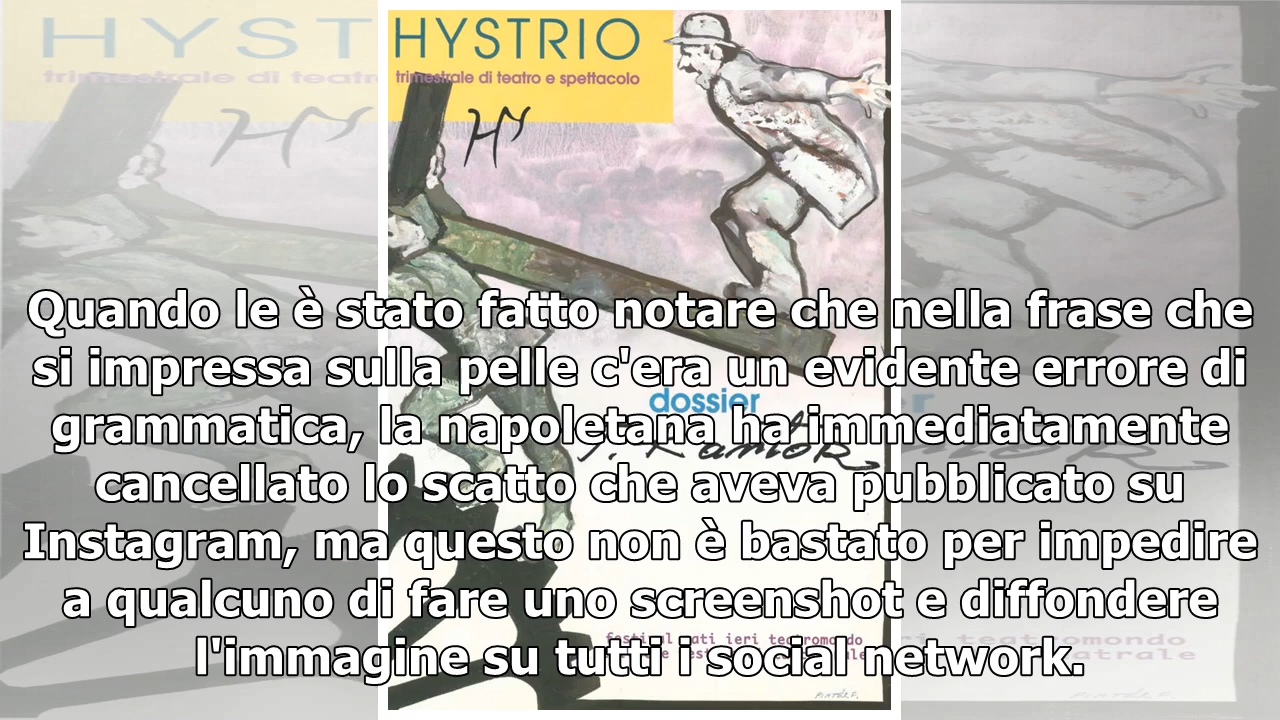 HYSTRIO
trimestrale di teatro e spettacolo
Quando le è stato fatto notare che nella frase che
si impressa sulla pelle c'era un evidente errore di
dossier
grammatica, la napoletana ha immediatamente
T. Kantor
cancellato lo scatto che aveva pubblicato su
Instagram, ma questo non è bastato per impedire
a qualcuno di fare uno screenshot e diffondere
teatromondo
l'immagine su tutti i social network.